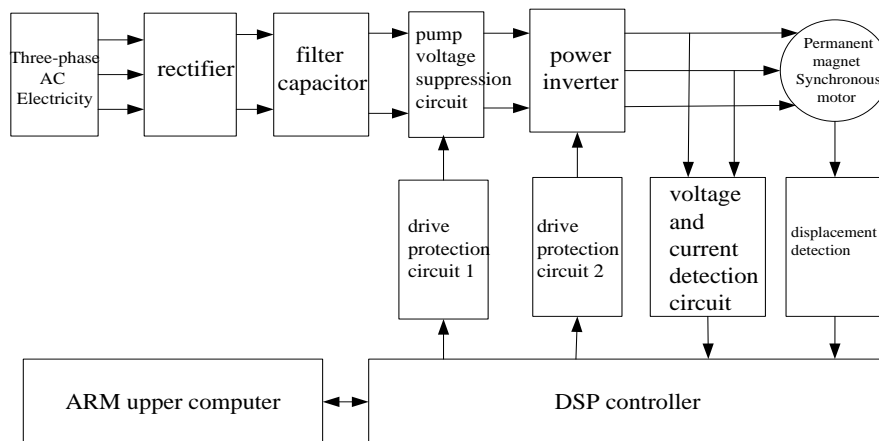 Three-phase
AC
Electricity
rectifier
filter
capacitor
pump
voltage
suppression
circuit
power
inverter
Permanent
magnet
Synchronous
motor
drive
protection
circuit 1
drive
protection
circuit 2
voltage
and
current
detection
circuit
displacement
detection
ARM upper computer
DSP controller